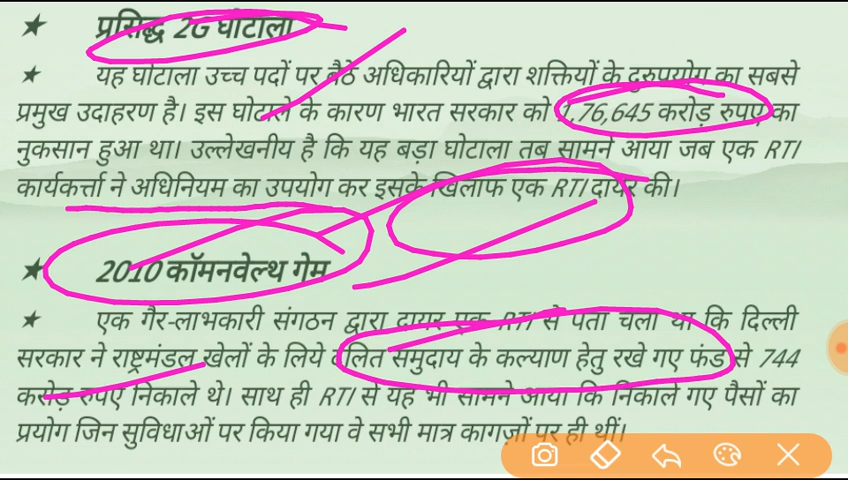 ★ प्रसिद्ध 2G घोटाला
★ यह घोटाला उच्च पदों पर बैठे अधिकारियों द्वारा शक्तियों के दुरुपयोग का सबसे
प्रमुख उदाहरण है। इस घोटाले के कारण भारत सरकार को 1,76,645 करोड़ रुपए का
नुकसान हुआ था। उल्लेखनीय है कि यह बड़ा घोटाला तब सामने आया जब एक RTI
कार्यकर्त्ता ने अधिनियम का उपयोग कर इसके खिलाफ एक RTI दायर की।
★ 2010 कॉमनवेल्थ गेम
★ एक गैर-लाभकारी संगठन द्वारा दायर एक RTI से पता चला था कि दिल्ली
सरकार ने राष्ट्रमंडल खेलों के लिये दलित समुदाय के कल्याण हेतु रखे गए फंड से 744
करोड़ रुपए निकाले थे। साथ ही RTI से यह भी सामने आया कि निकाले गए पैसों का
प्रयोग जिन सुविधाओं पर किया गया वे सभी मात्र कागज़ों पर ही थीं।